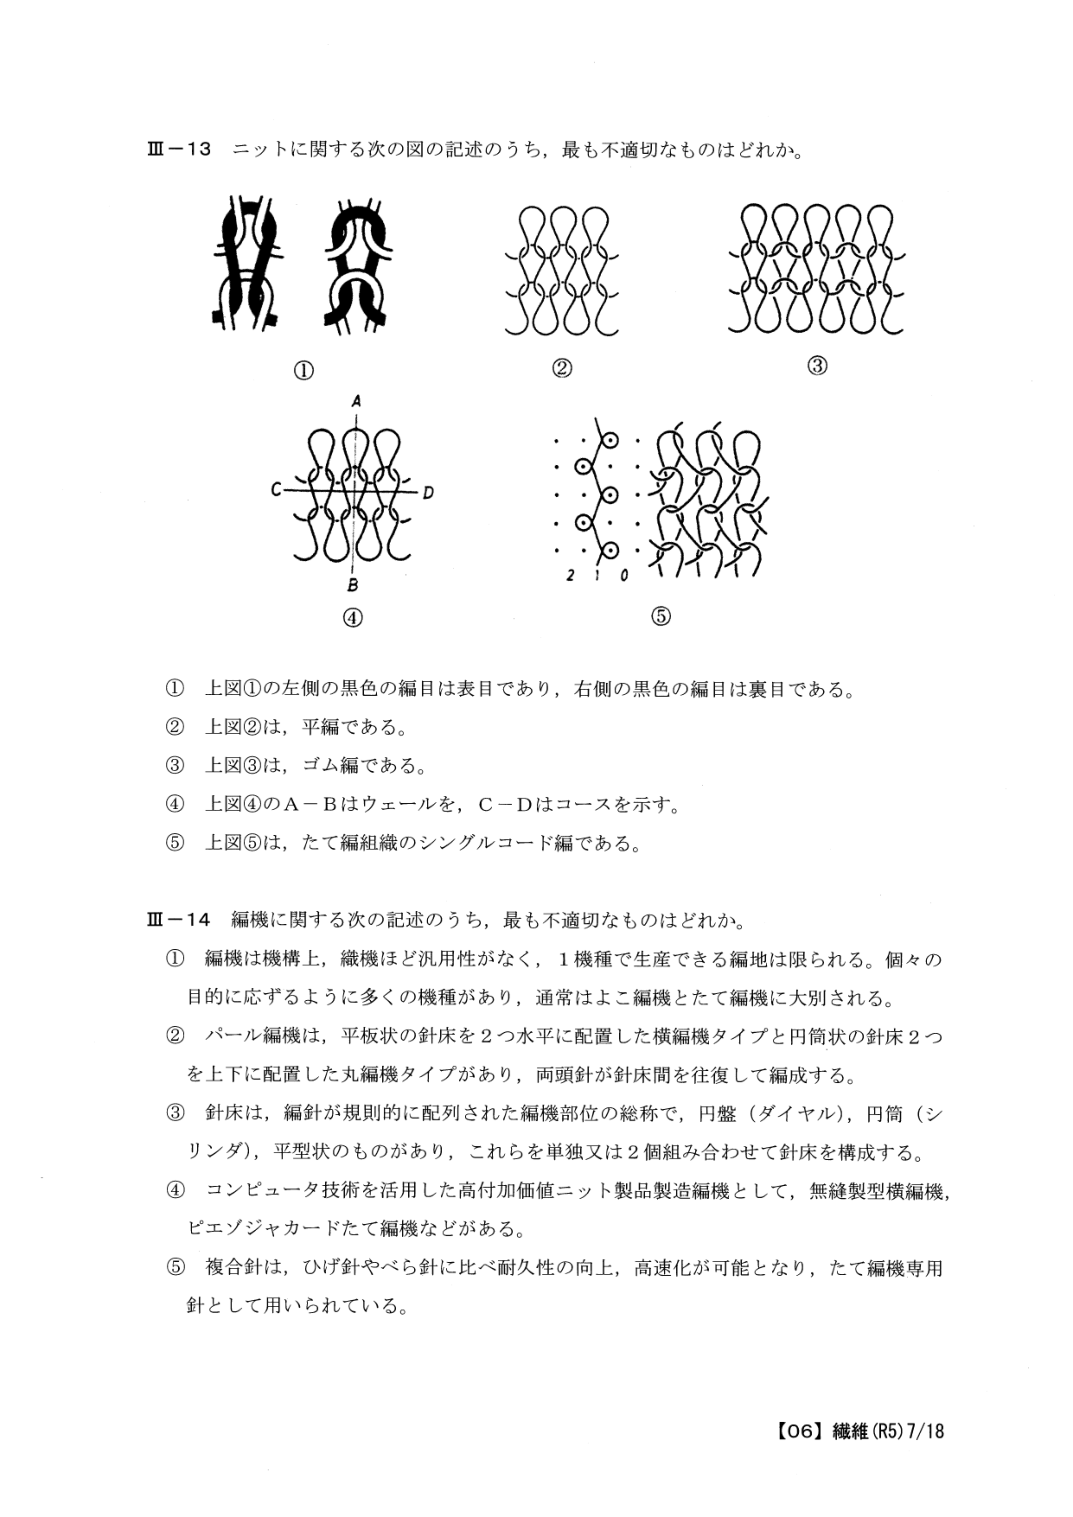 Ⅲ－13　ニットに関する次の図の記述のうち，最も不適切なものはどれか。
①
②
③
A
C
D
B
④
2 1 0
⑤
①　上図①の左側の黒色の編目は表目であり，右側の黒色の編目は裏目である。
②　上図②は，平編である。
③　上図③は，ゴム編である。
④　上図④のＡ－Ｂはウェールを，Ｃ－Ｄはコースを示す。
⑤　上図⑤は，たて編組織のシングルコード編である。
Ⅲ－14　編機に関する次の記述のうち，最も不適切なものはどれか。
①　編機は機構上，織機ほど汎用性がなく，１機種で生産できる編地は限られる。個々の
目的に応ずるように多くの機種があり，通常はよこ編機とたて編機に大別される。
②　パール編機は，平板状の針床を２つ水平に配置した横編機タイプと円筒状の針床２つ
を上下に配置した丸編機タイプがあり，両頭針が針床間を往復して編成する。
③　針床は，編針が規則的に配列された編機部位の総称で，円盤（ダイヤル），円筒（シ
リンダ），平型状のものがあり，これらを単独又は２個組み合わせて針床を構成する。
④　コンピュータ技術を活用した高付加価値ニット製品製造編機として，無縫製型横編機，
ピエゾジャカードたて編機などがある。
⑤　複合針は，ひげ針やべら針に比べ耐久性の向上，高速化が可能となり，たて編機専用
針として用いられている。
【06】繊維(R5) 7/18